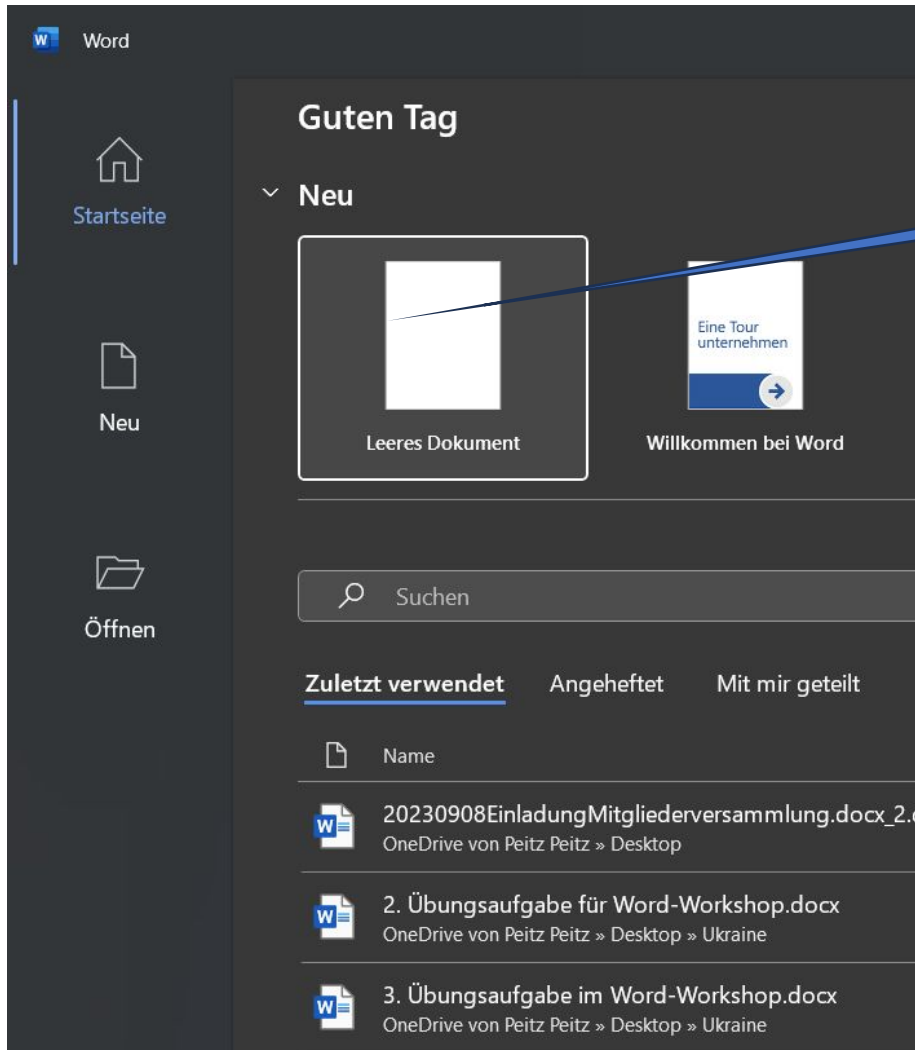 Word
Guten Tag
Startseite
Neu
Eine Tour
unternehmen
Leeres Dokument
Willkommen bei Word
Neu
Suchen
Öffnen
Zuletzt verwendet Angeheftet Mit mir geteilt
Name
20230908EinladungMitgliederversammlung.docx_2.
OneDrive von Peitz Peitz » Desktop
2. Übungsaufgabe für Word-Workshop.docx
OneDrive von Peitz Peitz » Desktop » Ukraine
3. Übungsaufgabe im Word-Workshop.docx
OneDrive von Peitz Peitz » Desktop » Ukraine